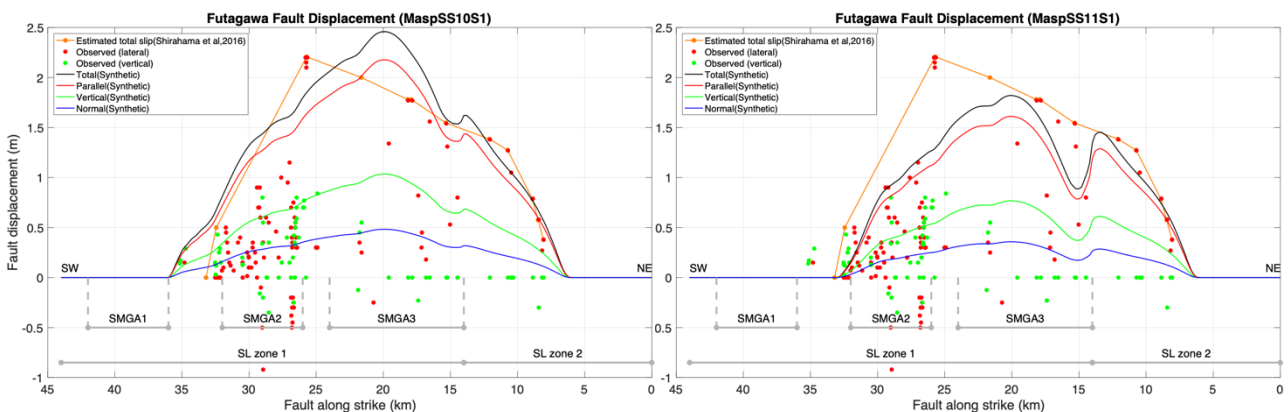 Futagawa Fault Displacement (MaspSS10S1)
2.5
2
1.5
1
0.5
0
-0.5
-1
Fault displacement (m)
Estimated total slip(Shirahama et al,2016)
Observed (lateral)
Observed (vertical)
Total(Synthetic)
Parallel(Synthetic)
Vertical(Synthetic)
Normal(Synthetic)
SW
NE
SMGA1
SMGA2
SMGA3
SL zone 1
SL zone 2
45 40 35 30 25 20 15 10 5 0
Fault along strike (km)
Futagawa Fault Displacement (MaspSS11S1)
2.5
2
1.5
1
0.5
0
-0.5
-1
Estimated total slip(Shirahama et al,2016)
Observed (lateral)
Observed (vertical)
Total(Synthetic)
Parallel(Synthetic)
Vertical(Synthetic)
Normal(Synthetic)
SW
NE
SMGA1
SMGA2
SMGA3
SL zone 1
SL zone 2
45 40 35 30 25 20 15 10 5 0
Fault along strike (km)